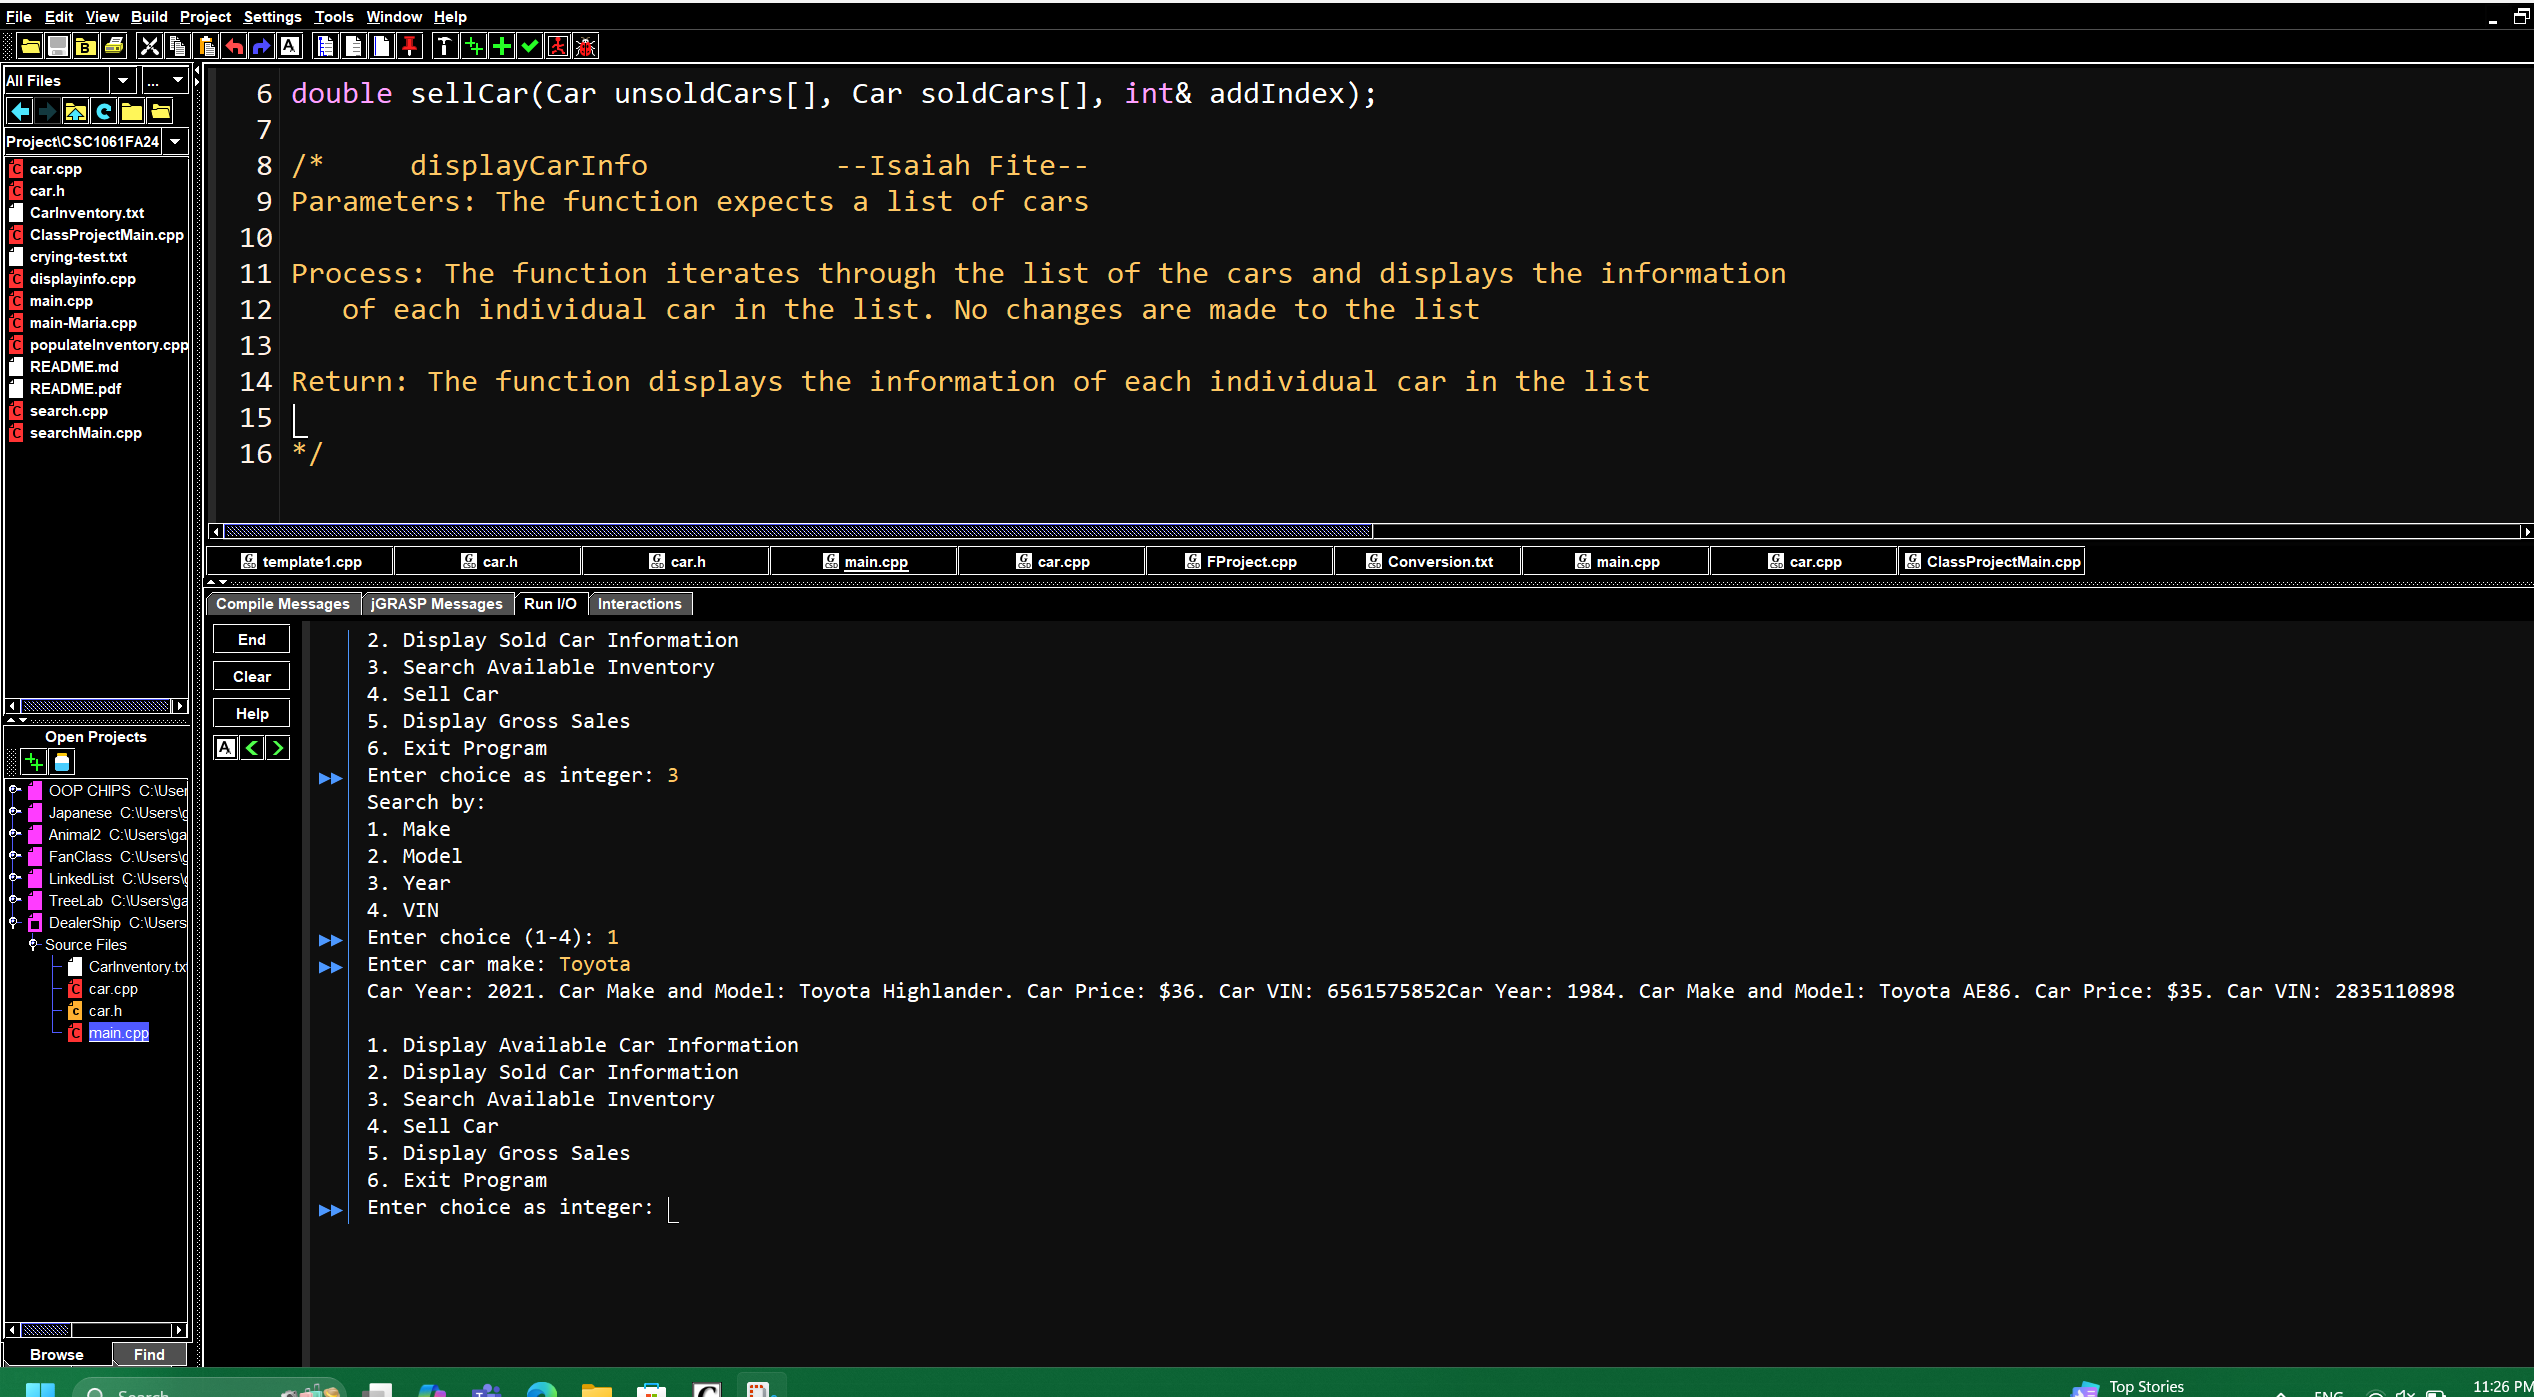 File Edit View Build Project Settings Tools Window Help
All Files ...
Project\CSC1061FA24
car.cpp
car.h
CarInventory.txt
ClassProjectMain.cpp
crying-test.txt
displayinfo.cpp
main.cpp
main-Maria.cpp
populateInventory.cpp
README.md
README.pdf
search.cpp
searchMain.cpp
Open Projects
OOP CHIPS C:\User
Japanese C:\Users\g
Animal2 C:\Users\ga
FanClass C:\Users\g
LinkedList C:\Users\g
TreeLab C:\Users\ga
DealerShip C:\Users
Source Files
CarInventory.tx
car.cpp
car.h
main.cpp
Browse Find
6 double sellCar(Car unsoldCars[], Car soldCars[], int& addIndex);
7
8 /* displayCarInfo --Isaiah Fite--
9 Parameters: The function expects a list of cars
10
11 Process: The function iterates through the list of the cars and displays the information
12 of each individual car in the list. No changes are made to the list
13
14 Return: The function displays the information of each individual car in the list
15
16 */
template1.cpp car.h car.h main.cpp car.cpp FProject.cpp Conversion.txt main.cpp car.cpp ClassProjectMain.cpp
Compile Messages jGRASP Messages Run I/O Interactions
End
Clear
Help
2. Display Sold Car Information
3. Search Available Inventory
4. Sell Car
5. Display Gross Sales
6. Exit Program
Enter choice as integer: 3
Search by:
1. Make
2. Model
3. Year
4. VIN
Enter choice (1-4): 1
Enter car make: Toyota
Car Year: 2021. Car Make and Model: Toyota Highlander. Car Price: $36. Car VIN: 6561575852Car Year: 1984. Car Make and Model: Toyota AE86. Car Price: $35. Car VIN: 2835110898
1. Display Available Car Information
2. Display Sold Car Information
3. Search Available Inventory
4. Sell Car
5. Display Gross Sales
6. Exit Program
Enter choice as integer:
Search
Top Stories
ENG
11:26 PM